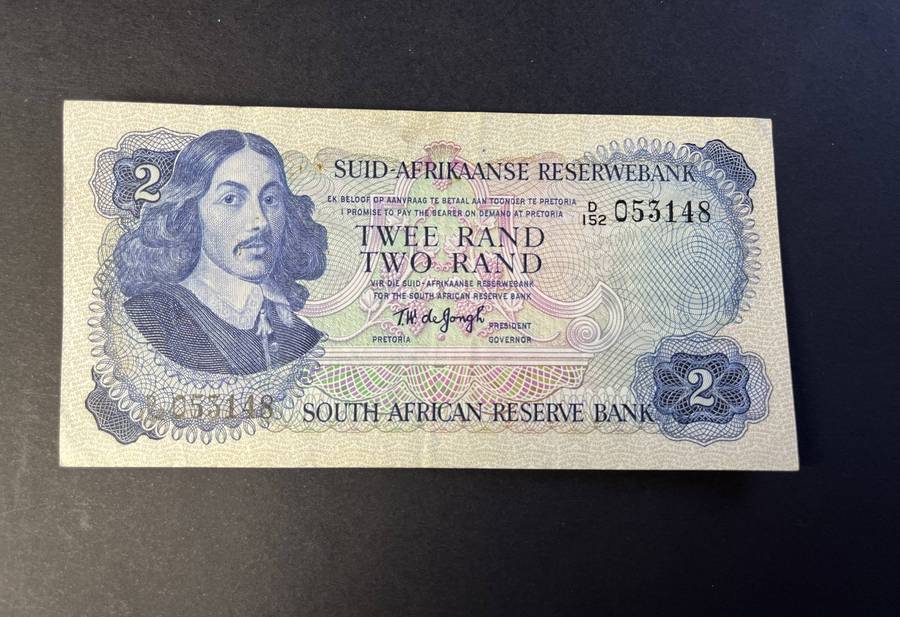 2
SUID-AFRIKAANSE RESERWEBANK
EK BELOOF OP AANVRAAG TE BETAAL AAN TOONDER TE PRETORIA
I PROMISE TO PAY THE BEARER ON DEMAND AT PRETORIA
D/152 053148
TWEE RAND
TWO RAND
VIR DIE SUID-AFRIKAANSE RESERWEBANK
FOR THE SOUTH AFRICAN RESERVE BANK
T.W. de Jongh
PRESIDENT
PRETORIA GOVERNOR
2
053148
SOUTH AFRICAN RESERVE BANK